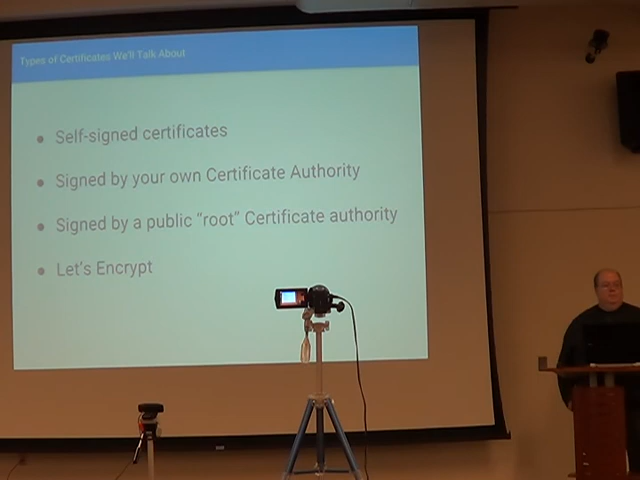 Types of Certificates We'll Talk About
Self-signed certificates
Signed by your own Certificate Authority
Signed by a public “root” Certificate authority
Let's Encrypt